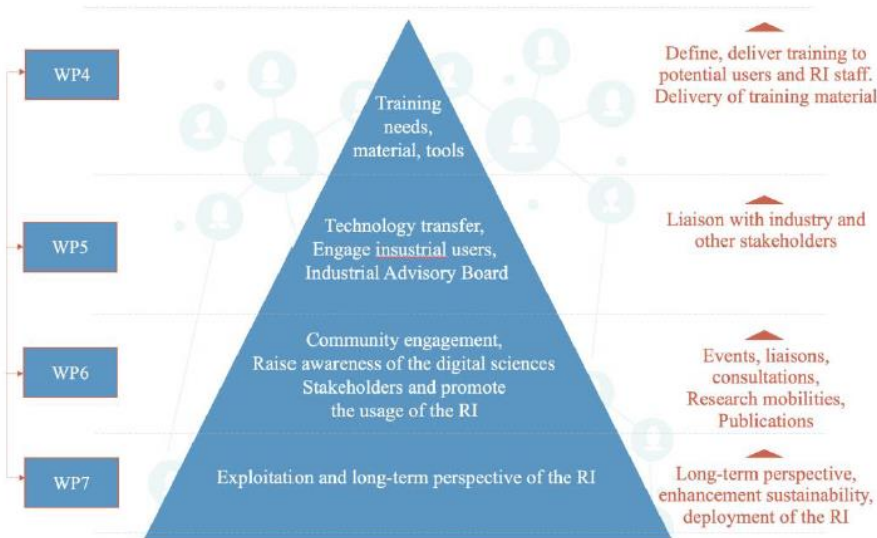 WP4
Training
needs,
material, tools
Define, deliver training to
potential users and RI staff.
Delivery of training material
WP5
Technology transfer,
Engage insustrial users,
Industrial Advisory Board
Liaison with industry and
other stakeholders
WP6
Community engagement,
Raise awareness of the digital sciences
Stakeholders and promote
the usage of the RI
Events, liaisons,
consultations,
Research mobilities,
Publications
WP7
Exploitation and long-term perspective of the RI
Long-term perspective,
enhancement sustainability,
deployment of the RI